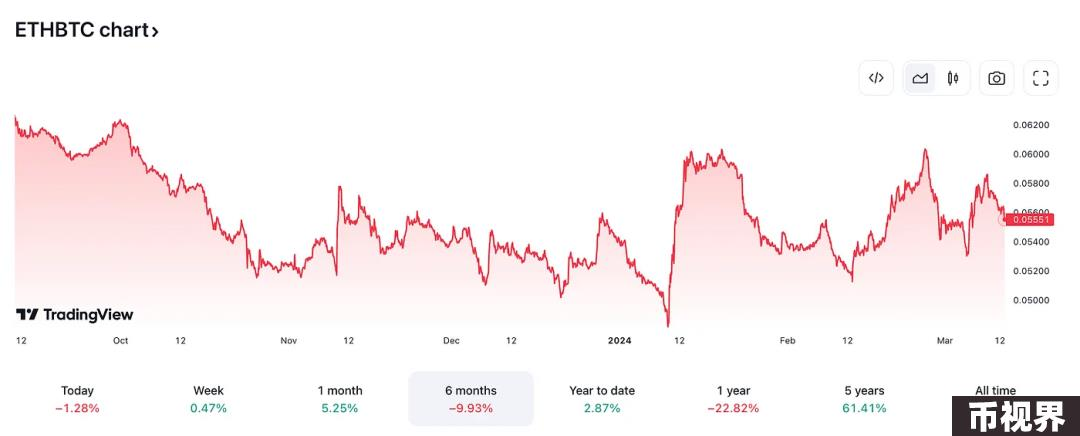 ETHBTC chart›
</>
0.06200
0.06000
0.05800
0.05551
0.05400
0.05200
0.05000
TradingView
12 Oct 12 Nov 12 Dec 12 2024 12 Feb 12 Mar 12
Today Week 1 month 6 months Year to date 1 year 5 years All time
−1.28% 0.47% 5.25% −9.93% 2.87% −22.82% 61.41%
币视界